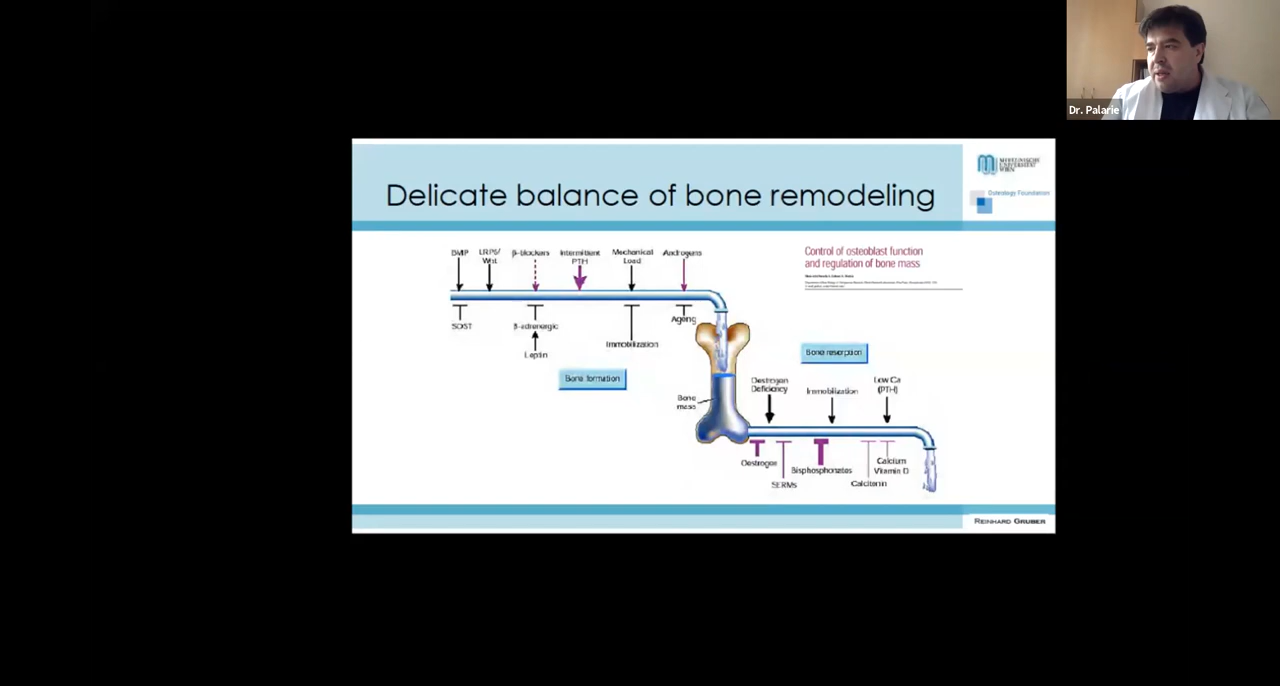 Dr. Palarie
Delicate balance of bone remodeling
MEDIZINISCHE
UNIVERSITÄT
WIEN
Osteology Foundation
BMP
LRP5/
Wnt
β-blockers
Intermittent
PTH
Mechanical
Load
Androgens
SOST
β-adrenergic
Leptin
Immobilization
Ageing
Bone formation
Control of osteoblast function
and regulation of bone mass
Bone
mass
Bone resorption
Oestrogen
Deficiency
Immobilization
Low Ca
(PTH)
Oestrogen
SERMs
Bisphosphonates
Calcitonin
Calcium
Vitamin D
REINHARD GRUBER